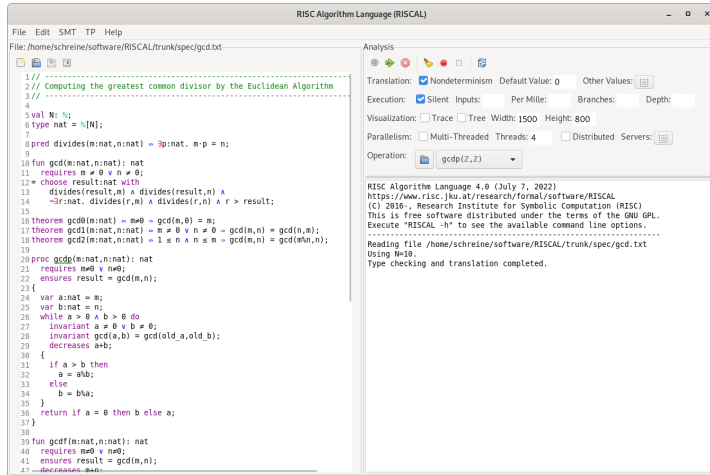 RISC Algorithm Language (RISCAL)
File Edit SMT TP Help
File: /home/schreine/software/RISCAL/trunk/spec/gcd.txt
1 // ----------------------------------------------------------------
2 // Computing the greatest common divisor by the Euclidean Algorithm
3 // ----------------------------------------------------------------
4
5 val N: ℕ;
6 type nat = ℕ[N];
7
8 pred divides(m:nat,n:nat) ⇔ ∃p:nat. m·p = n;
9
10 fun gcd(m:nat,n:nat): nat
11 requires m ≠ 0 ∨ n ≠ 0;
12 = choose result:nat with
13 divides(result,m) ∧ divides(result,n) ∧
14 ¬∃r:nat. divides(r,m) ∧ divides(r,n) ∧ r > result;
15
16 theorem gcd0(m:nat) ⇔ m≠0 ⇒ gcd(m,0) = m;
17 theorem gcd1(m:nat,n:nat) ⇔ m ≠ 0 ∨ n ≠ 0 ⇒ gcd(m,n) = gcd(n,m);
18 theorem gcd2(m:nat,n:nat) ⇔ 1 ≤ n ∧ n ≤ m ⇒ gcd(m,n) = gcd(m%n,n);
19
20 proc gcdp(m:nat,n:nat): nat
21 requires m≠0 ∨ n≠0;
22 ensures result = gcd(m,n);
23 {
24 var a:nat = m;
25 var b:nat = n;
26 while a > 0 ∧ b > 0 do
27 invariant a ≠ 0 ∨ b ≠ 0;
28 invariant gcd(a,b) = gcd(old_a,old_b);
29 decreases a+b;
30 {
31 if a > b then
32 a = a%b;
33 else
34 b = b%a;
35 }
36 return if a = 0 then b else a;
37 }
38
39 fun gcdf(m:nat,n:nat): nat
40 requires m≠0 ∨ n≠0;
41 ensures result = gcd(m,n);
42 decreases m+n;
Analysis
Translation: Nondeterminism Default Value: 0 Other Values:
Execution: Silent Inputs: Per Mille: Branches: Depth:
Visualization: Trace Tree Width: 1500 Height: 800
Parallelism: Multi-Threaded Threads: 4 Distributed Servers:
Operation: gcdp(ℤ,ℤ)
RISC Algorithm Language 4.0 (July 7, 2022)
https://www.risc.jku.at/research/formal/software/RISCAL
(C) 2016-, Research Institute for Symbolic Computation (RISC)
This is free software distributed under the terms of the GNU GPL.
Execute "RISCAL -h" to see the available command line options.
-----------------------------------------------------------------
Reading file /home/schreine/software/RISCAL/trunk/spec/gcd.txt
Using N=10.
Type checking and translation completed.